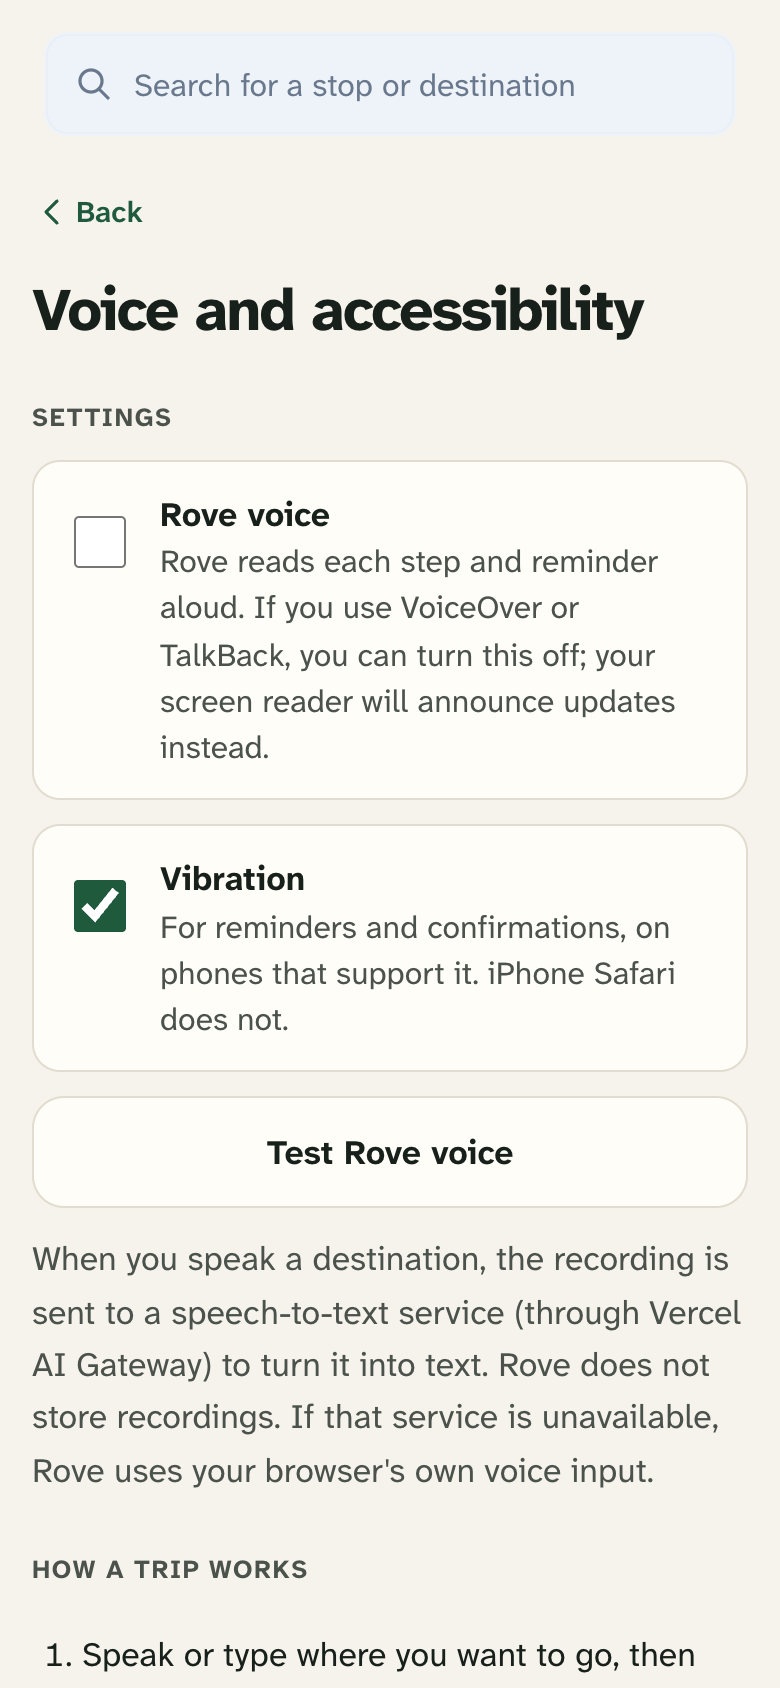 Search for a stop or destination
Back
Voice and accessibility
SETTINGS
Rove voice
Rove reads each step and reminder
aloud. If you use VoiceOver or
TalkBack, you can turn this off; your
screen reader will announce updates
instead.
Vibration
For reminders and confirmations, on
phones that support it. iPhone Safari
does not.
Test Rove voice
When you speak a destination, the recording is
sent to a speech-to-text service (through Vercel
AI Gateway) to turn it into text. Rove does not
store recordings. If that service is unavailable,
Rove uses your browser's own voice input.
HOW A TRIP WORKS
1. Speak or type where you want to go, then